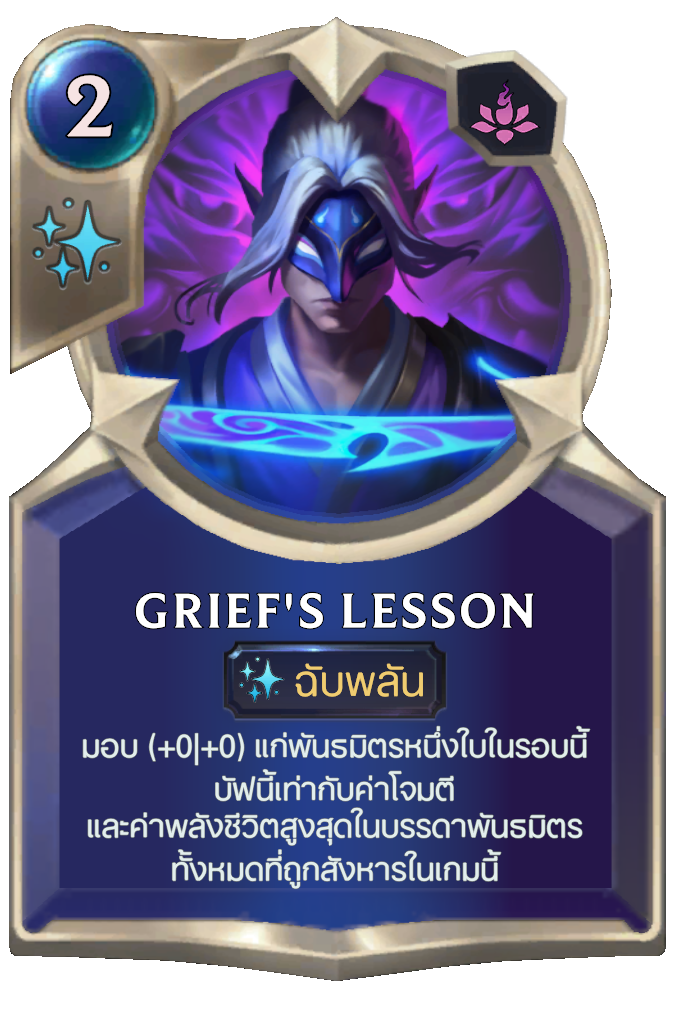 2
GRIEF'S LESSON
ฉับพลัน
มอบ (+0|+0) แก่พันธมิตรหนึ่งใบในรอบนี้
บัฟนี้เท่ากับค่าโจมตี
และค่าพลังชีวิตสูงสุดในบรรดาพันธมิตร
ทั้งหมดที่ถูกสังหารในเกมนี้